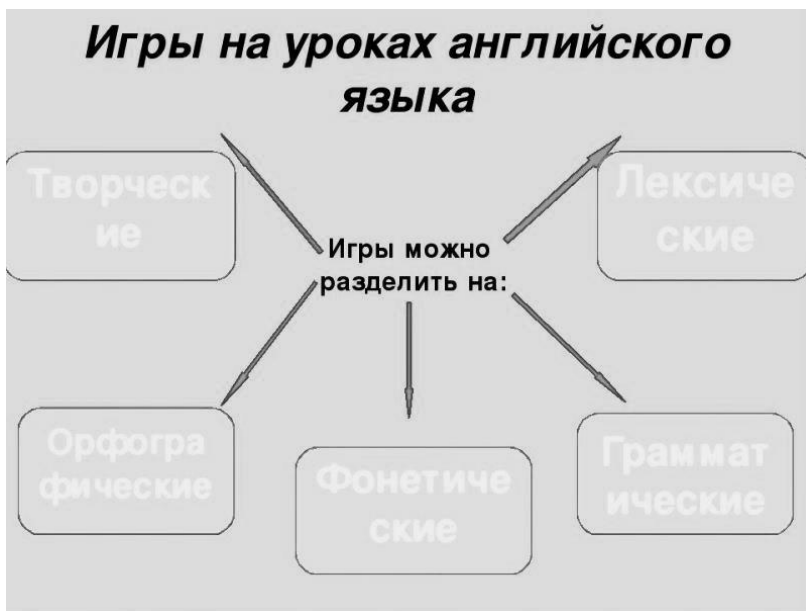 Игры на уроках английского
языка
Творческ
ие
Лексиче
ские
Игры можно
разделить на:
Орфогра
фические
Фонетиче
ские
Граммат
ические